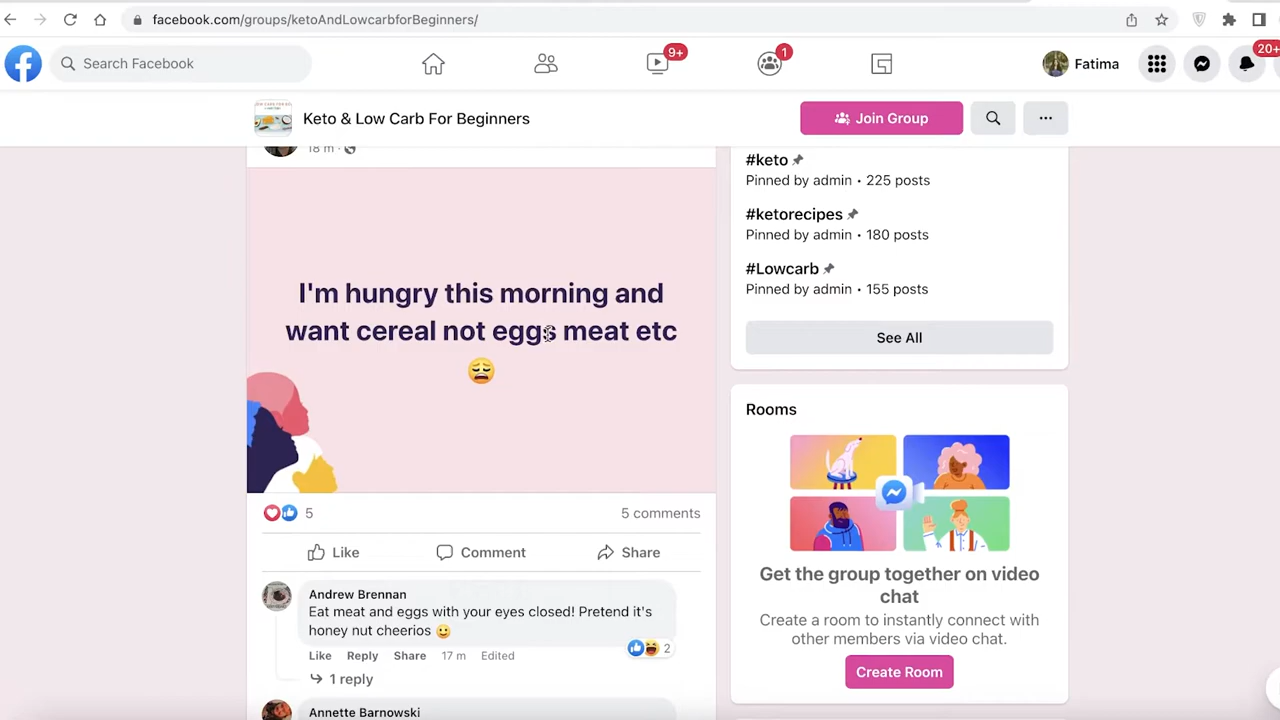 facebook.com/groups/ketoAndLowcarbforBeginners/
Search Facebook
9+
1
Fatima
20+
Keto & Low Carb For Beginners
Join Group
18 m ·
I'm hungry this morning and
want cereal not eggs meat etc
😩
5
5 comments
Like
Comment
Share
Andrew Brennan
Eat meat and eggs with your eyes closed! Pretend it's
honey nut cheerios 😀
2
Like Reply Share 17 m Edited
1 reply
Annette Barnowski
#keto
Pinned by admin • 225 posts
#ketorecipes
Pinned by admin • 180 posts
#Lowcarb
Pinned by admin • 155 posts
See All
Rooms
Get the group together on video
chat
Create a room to instantly connect with
other members via video chat.
Create Room